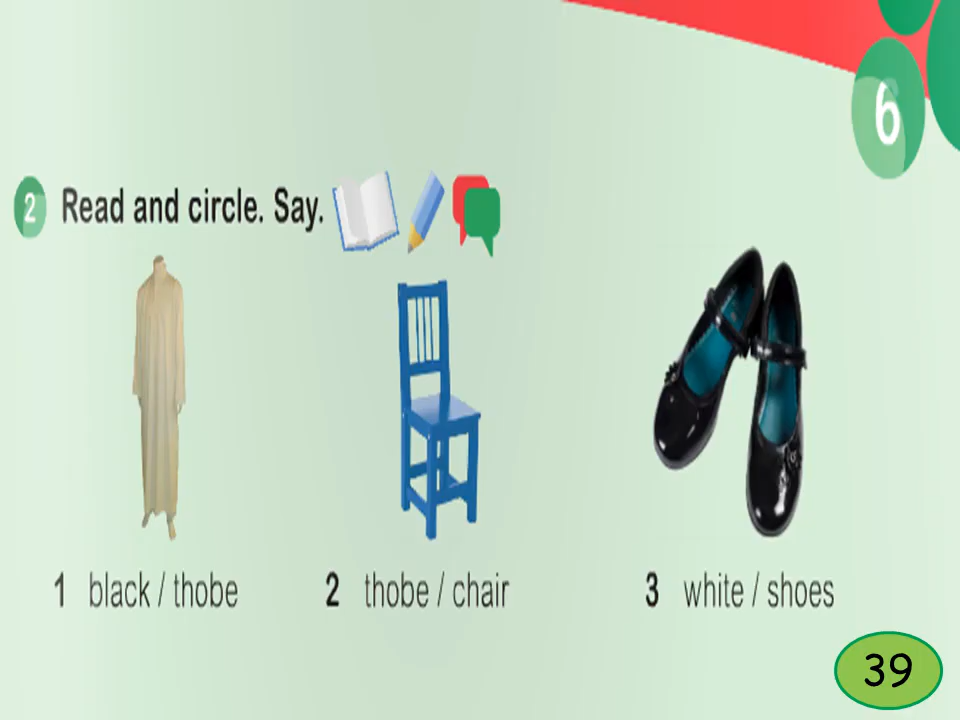 6
2 Read and circle. Say.
1 black / thobe 2 thobe / chair 3 white / shoes
39